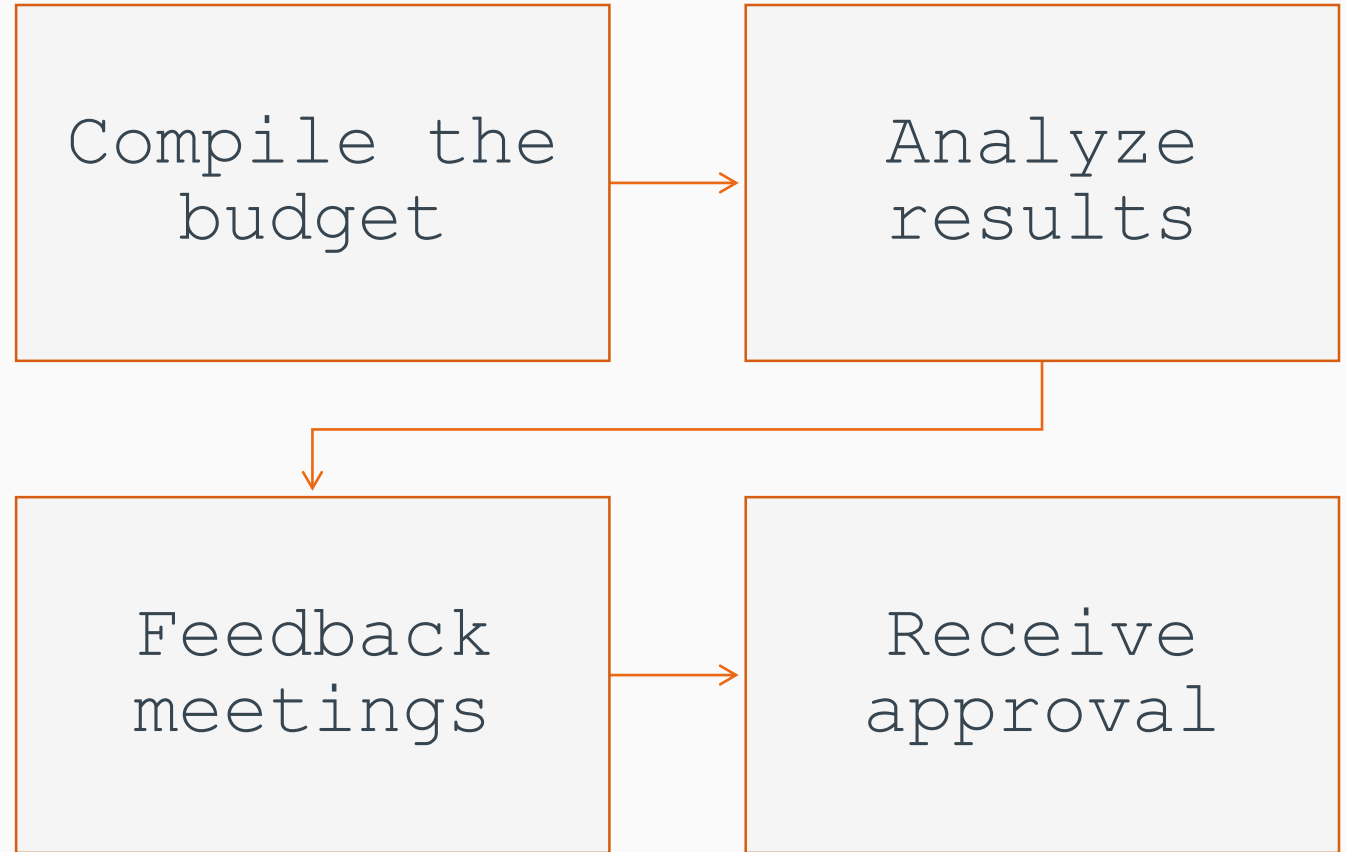 Compile the
budget
Analyze
results
Feedback
meetings
Receive
approval